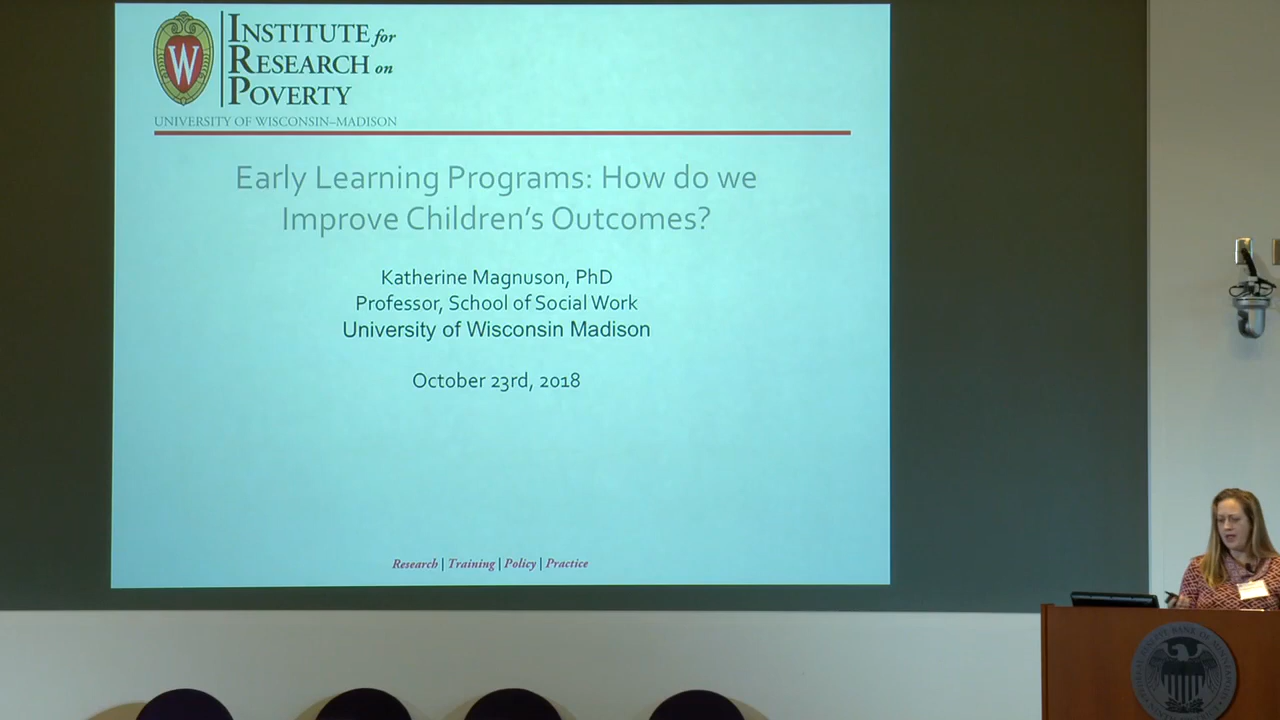 INSTITUTE for
RESEARCH on
POVERTY
W
UNIVERSITY OF WISCONSIN–MADISON
Early Learning Programs: How do we
Improve Children's Outcomes?
Katherine Magnuson, PhD
Professor, School of Social Work
University of Wisconsin Madison
October 23rd, 2018
Research | Training | Policy | Practice